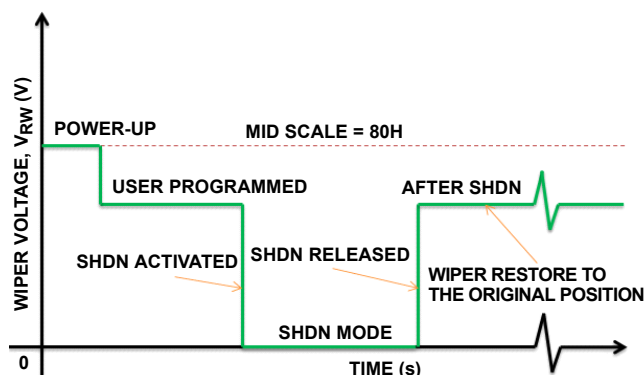 WIPER VOLTAGE, VRW (V)
POWER-UP
MID SCALE = 80H
USER PROGRAMMED
AFTER SHDN
SHDN ACTIVATED
SHDN RELEASED
WIPER RESTORE TO
THE ORIGINAL POSITION
SHDN MODE
0
TIME (s)